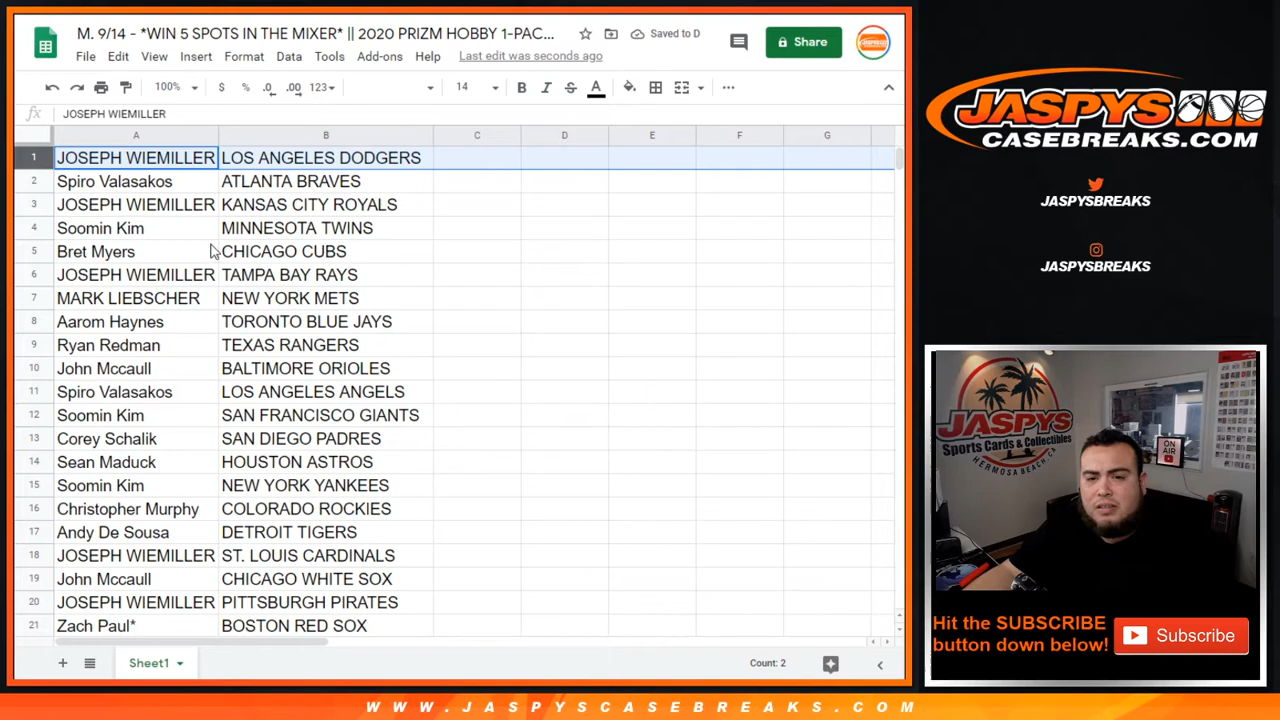 M. 9/14 - *WIN 5 SPOTS IN THE MIXER* || 2020 PRIZM HOBBY 1-PAC...
Saved to D
Share
File Edit View Insert Format Data Tools Add-ons Help Last edit was seconds ago
100% $ % .0 .00 123 14 B I S A
fx JOSEPH WIEMILLER
A B C D E F G
1 JOSEPH WIEMILLER LOS ANGELES DODGERS
2 Spiro Valasakos ATLANTA BRAVES
3 JOSEPH WIEMILLER KANSAS CITY ROYALS
4 Soomin Kim MINNESOTA TWINS
5 Bret Myers CHICAGO CUBS
6 JOSEPH WIEMILLER TAMPA BAY RAYS
7 MARK LIEBSCHER NEW YORK METS
8 Aarom Haynes TORONTO BLUE JAYS
9 Ryan Redman TEXAS RANGERS
10 John Mccaull BALTIMORE ORIOLES
11 Spiro Valasakos LOS ANGELES ANGELS
12 Soomin Kim SAN FRANCISCO GIANTS
13 Corey Schalik SAN DIEGO PADRES
14 Sean Maduck HOUSTON ASTROS
15 Soomin Kim NEW YORK YANKEES
16 Christopher Murphy COLORADO ROCKIES
17 Andy De Sousa DETROIT TIGERS
18 JOSEPH WIEMILLER ST. LOUIS CARDINALS
19 John Mccaull CHICAGO WHITE SOX
20 JOSEPH WIEMILLER PITTSBURGH PIRATES
21 Zach Paul* BOSTON RED SOX
Sheet1
Count: 2
JASPYS
CASEBREAKS.COM
JASPYSBREAKS
JASPYSBREAKS
JASPYS
Sports Cards & Collectibles
HERMOSA BEACH, CA
ON
AIR
Hit the SUBSCRIBE
button down below!
Subscribe
WWW.JASPYSCASEBREAKS.COM